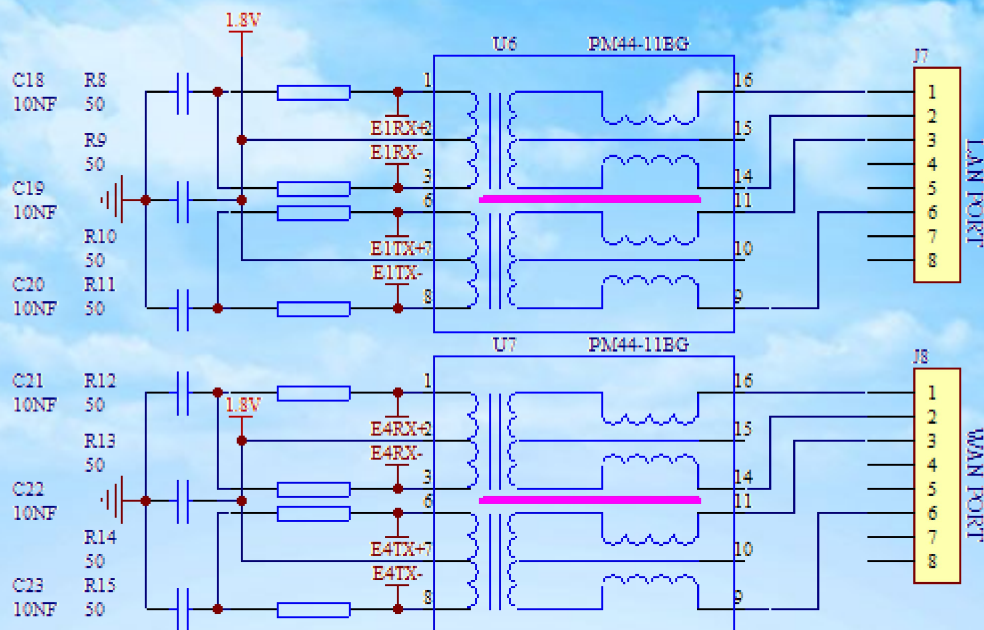 1.8V
U6 PM44-11BG
J7
C18 R8
10NF 50
R9
50
C19
10NF
R10
50
C20 R11
10NF 50
E1RX+
E1RX-
E1TX+
E1TX-
1
2
3
6
7
8
16
15
14
11
10
9
1
2
3
4
5
6
7
8
LAN PORT
U7 PM44-11BG
J8
C21 R12
10NF 50
1.8V
R13
50
C22
10NF
R14
50
C23 R15
10NF 50
E4RX+
E4RX-
E4TX+
E4TX-
1
2
3
6
7
8
16
15
14
11
10
9
1
2
3
4
5
6
7
8
WAN PORT